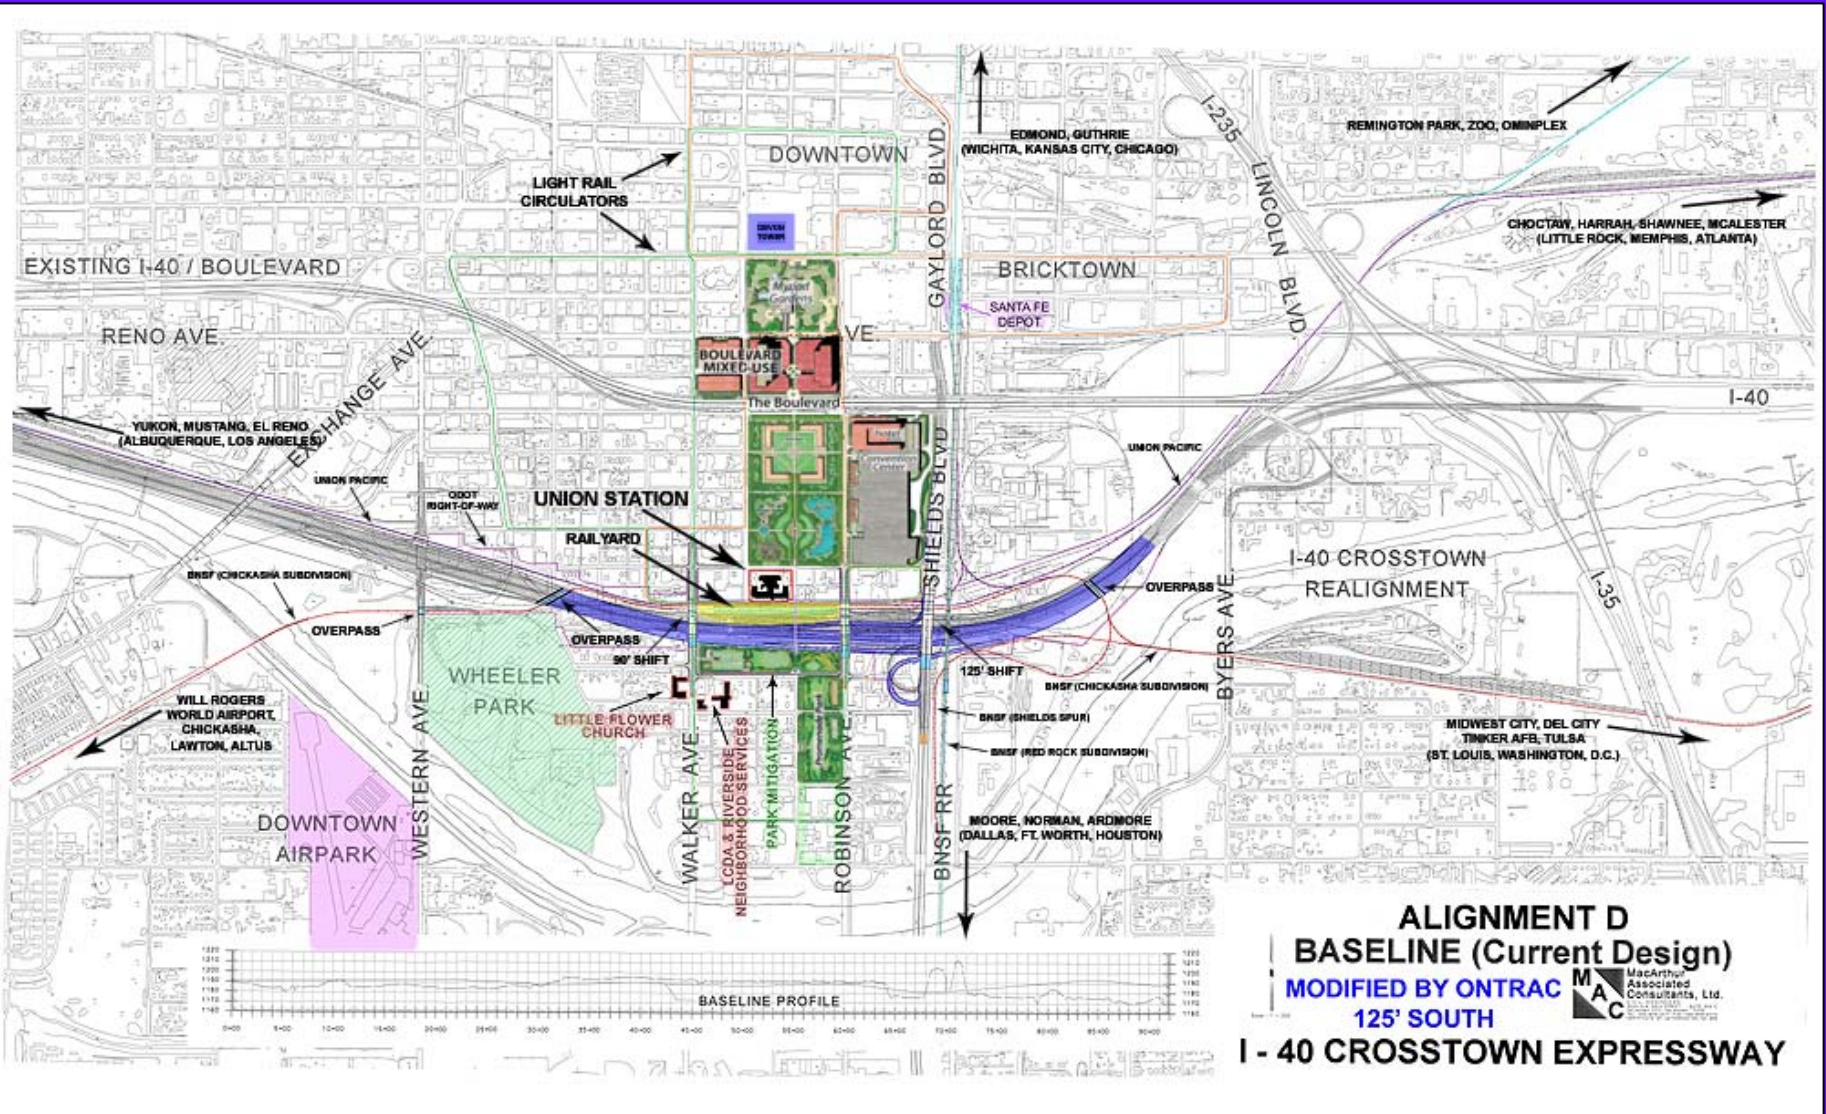 DOWNTOWN
LIGHT RAIL
CIRCULATORS
DEVON
TOWER
GAYLORD BLVD.
EDMOND, GUTHRIE
(WICHITA, KANSAS CITY, CHICAGO)
I-235
LINCOLN BLVD.
REMINGTON PARK, ZOO, OMINPLEX
CHOCTAW, HARRAH, SHAWNEE, MCALESTER
(LITTLE ROCK, MEMPHIS, ATLANTA)
EXISTING I-40 / BOULEVARD
BRICKTOWN
Myriad
Gardens
SANTA FE
DEPOT
RENO AVE.
VE.
EXCHANGE AVE.
BOULEVARD
MIXED-USE
The Boulevard
I-40
YUKON, MUSTANG, EL RENO
(ALBUQUERQUE, LOS ANGELES)
UNION PACIFIC
ODOT
RIGHT-OF-WAY
UNION STATION
RAILYARD
Convention
Center
SHIELDS BLVD
UNION PACIFIC
I-40 CROSSTOWN
REALIGNMENT
I-35
BYERS AVE.
BNSF (CHICKASHA SUBDIVISION)
OVERPASS
OVERPASS
OVERPASS
90' SHIFT
125' SHIFT
BNSF (CHICKASHA SUBDIVISION)
WHEELER
PARK
WILL ROGERS
WORLD AIRPORT,
CHICKASHA,
LAWTON, ALTUS
LITTLE FLOWER
CHURCH
LCDA & RIVERSIDE
NEIGHBORHOOD SERVICES
PARK MITIGATION
WALKER AVE.
ROBINSON AVE.
WESTERN AVE.
BNSF RR
BNSF (SHIELDS SPUR)
BNSF (RED ROCK SUBDIVISION)
MIDWEST CITY, DEL CITY
TINKER AFB, TULSA
(ST. LOUIS, WASHINGTON, D.C.)
DOWNTOWN
AIRPARK
MOORE, NORMAN, ARDMORE
(DALLAS, FT. WORTH, HOUSTON)
BASELINE PROFILE
ALIGNMENT D
BASELINE (Current Design)
MODIFIED BY ONTRAC
125' SOUTH
MAC
MacArthur
Associated
Consultants, Ltd.
I - 40 CROSSTOWN EXPRESSWAY